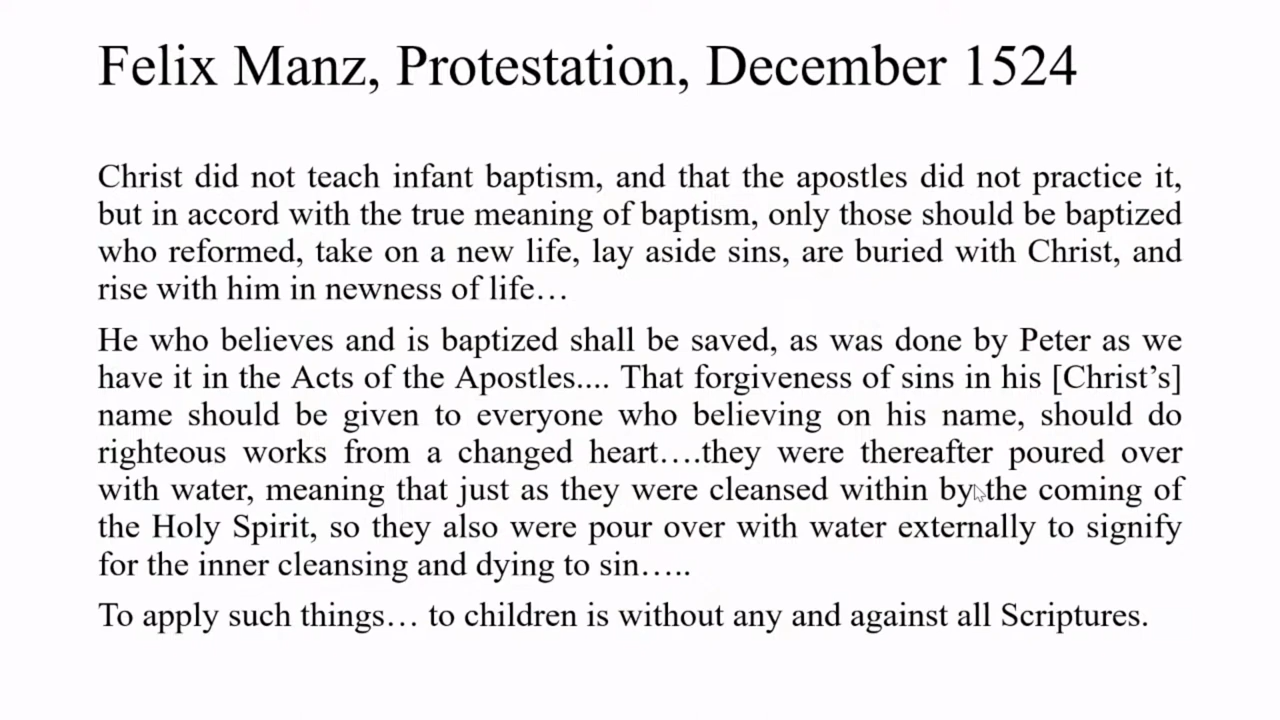 Felix Manz, Protestation, December 1524
Christ did not teach infant baptism, and that the apostles did not practice it,
but in accord with the true meaning of baptism, only those should be baptized
who reformed, take on a new life, lay aside sins, are buried with Christ, and
rise with him in newness of life…
He who believes and is baptized shall be saved, as was done by Peter as we
have it in the Acts of the Apostles.... That forgiveness of sins in his [Christ’s]
name should be given to everyone who believing on his name, should do
righteous works from a changed heart….they were thereafter poured over
with water, meaning that just as they were cleansed within by the coming of
the Holy Spirit, so they also were pour over with water externally to signify
for the inner cleansing and dying to sin…..
To apply such things… to children is without any and against all Scriptures.